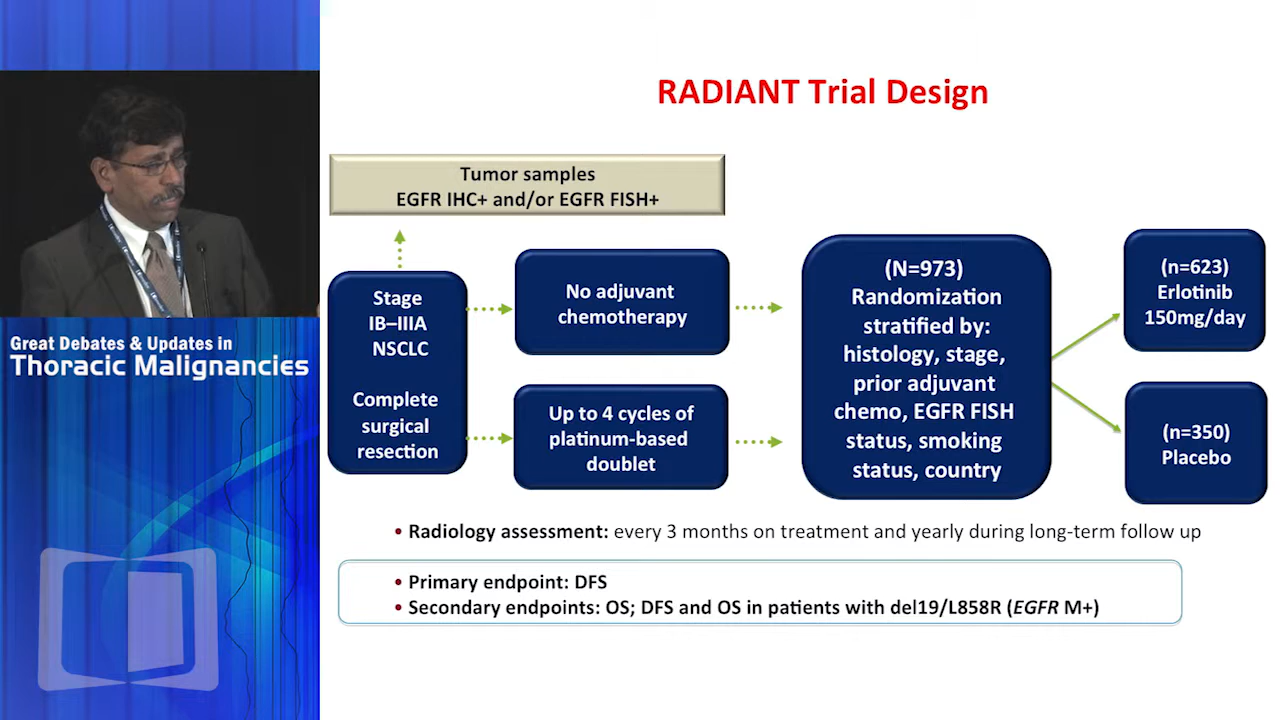 RADIANT Trial Design
Tumor samples
EGFR IHC+ and/or EGFR FISH+
Stage
IB–IIIA
NSCLC
Complete
surgical
resection
No adjuvant
chemotherapy
Up to 4 cycles of
platinum-based
doublet
(N=973)
Randomization
stratified by:
histology, stage,
prior adjuvant
chemo, EGFR FISH
status, smoking
status, country
(n=623)
Erlotinib
150mg/day
(n=350)
Placebo
• Radiology assessment: every 3 months on treatment and yearly during long-term follow up
• Primary endpoint: DFS
• Secondary endpoints: OS; DFS and OS in patients with del19/L858R (EGFR M+)
Great Debates & Updates in
Thoracic Malignancies